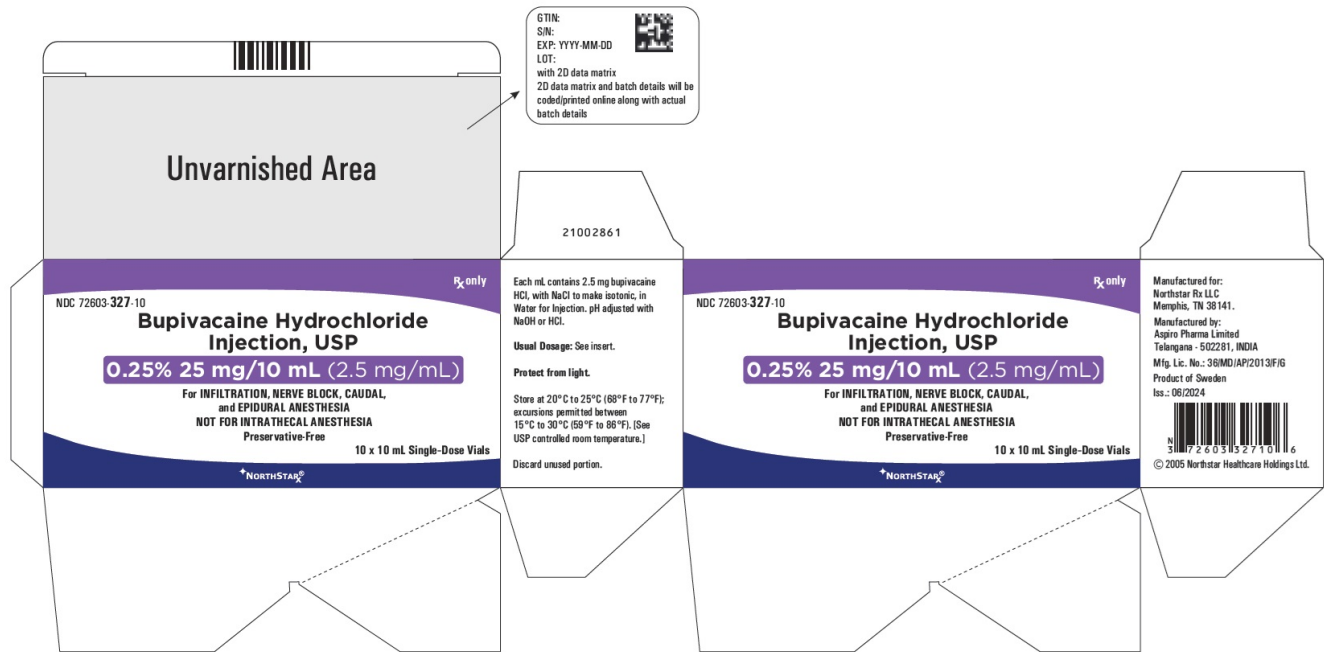 GTIN:
S/N:
EXP: YYYY-MM-DD
LOT:
with 2D data matrix
2D data matrix and batch details will be
coded/printed online along with actual
batch details
Unvarnished Area
21002861
Rx only
NDC 72603-327-10
Bupivacaine Hydrochloride
Injection, USP
0.25% 25 mg/10 mL (2.5 mg/mL)
For INFILTRATION, NERVE BLOCK, CAUDAL,
and EPIDURAL ANESTHESIA
NOT FOR INTRATHECAL ANESTHESIA
Preservative-Free
10 x 10 mL Single-Dose Vials
NORTHSTARx®
Each mL contains 2.5 mg bupivacaine
HCl, with NaCl to make isotonic, in
Water for Injection. pH adjusted with
NaOH or HCl.
Usual Dosage: See insert.
Protect from light.
Store at 20°C to 25°C (68°F to 77°F);
excursions permitted between
15°C to 30°C (59°F to 86°F). [See
USP controlled room temperature.]
Discard unused portion.
Rx only
NDC 72603-327-10
Bupivacaine Hydrochloride
Injection, USP
0.25% 25 mg/10 mL (2.5 mg/mL)
For INFILTRATION, NERVE BLOCK, CAUDAL,
and EPIDURAL ANESTHESIA
NOT FOR INTRATHECAL ANESTHESIA
Preservative-Free
10 x 10 mL Single-Dose Vials
NORTHSTARx®
Manufactured for:
Northstar Rx LLC
Memphis, TN 38141.
Manufactured by:
Aspiro Pharma Limited
Telangana - 502281, INDIA
Mfg. Lic. No.: 36/MD/AP/2013/F/G
Product of Sweden
Iss.: 06/2024
N
3 72603 32710 6
© 2005 Northstar Healthcare Holdings Ltd.